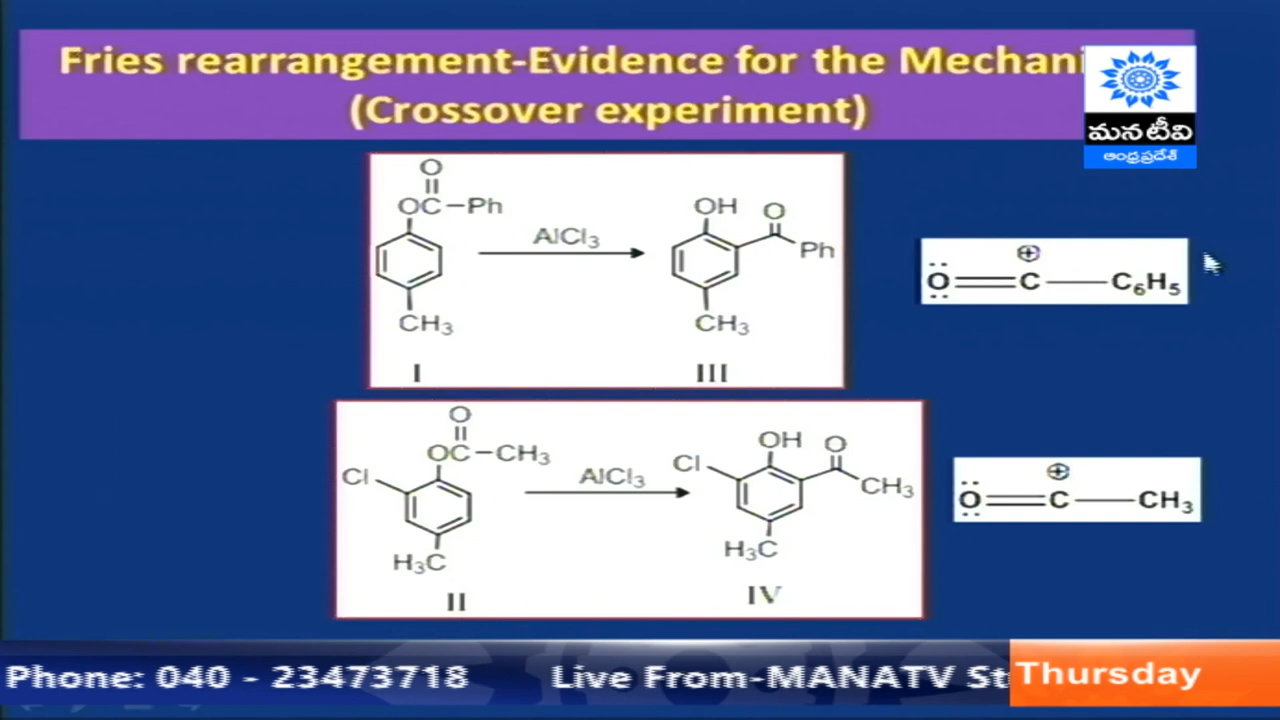 Fries rearrangement-Evidence for the Mechani
(Crossover experiment)
మన టీవి
ఆంధ్రప్రదేశ్
O
OC-Ph
AlCl3
CH3
I
OH
O
Ph
CH3
III
⊕
O=C-C6H5
O
OC-CH3
Cl
AlCl3
H3C
II
OH
O
Cl
CH3
H3C
IV
⊕
O=C-CH3
Phone: 040 - 23473718 Live From-MANATV St
Thursday